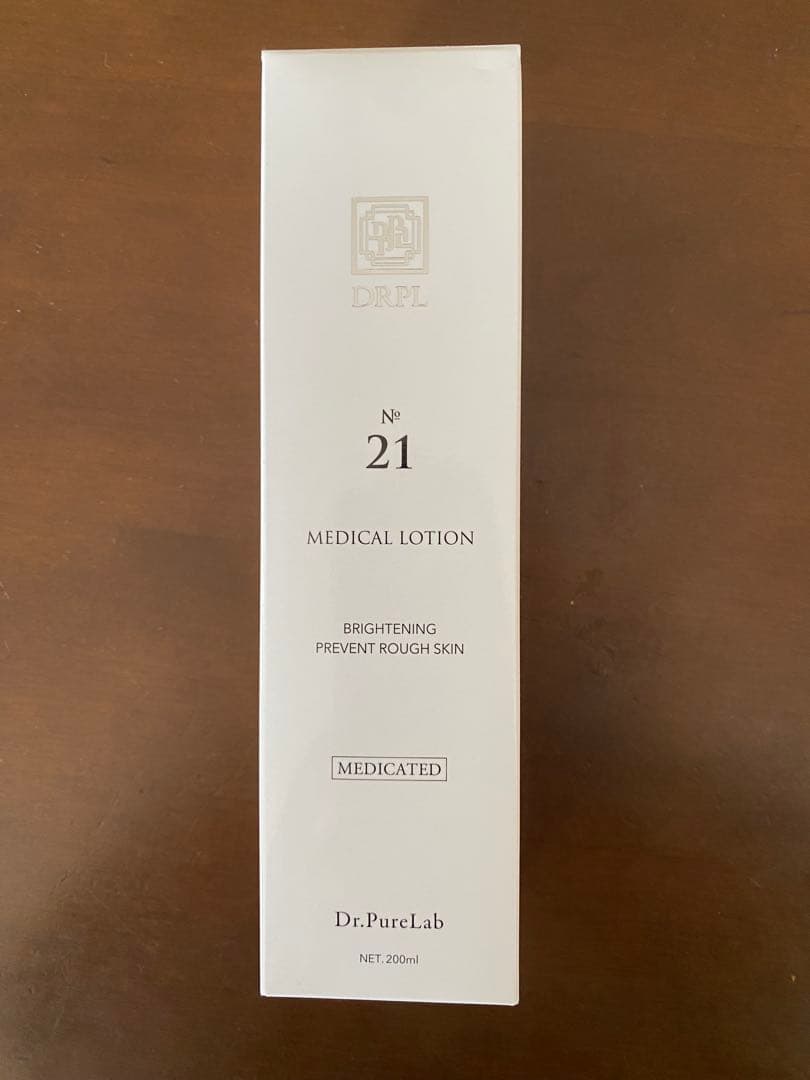 DRPL
№
21
MEDICAL LOTION
BRIGHTENING
PREVENT ROUGH SKIN
MEDICATED
Dr.PureLab
NET. 200ml